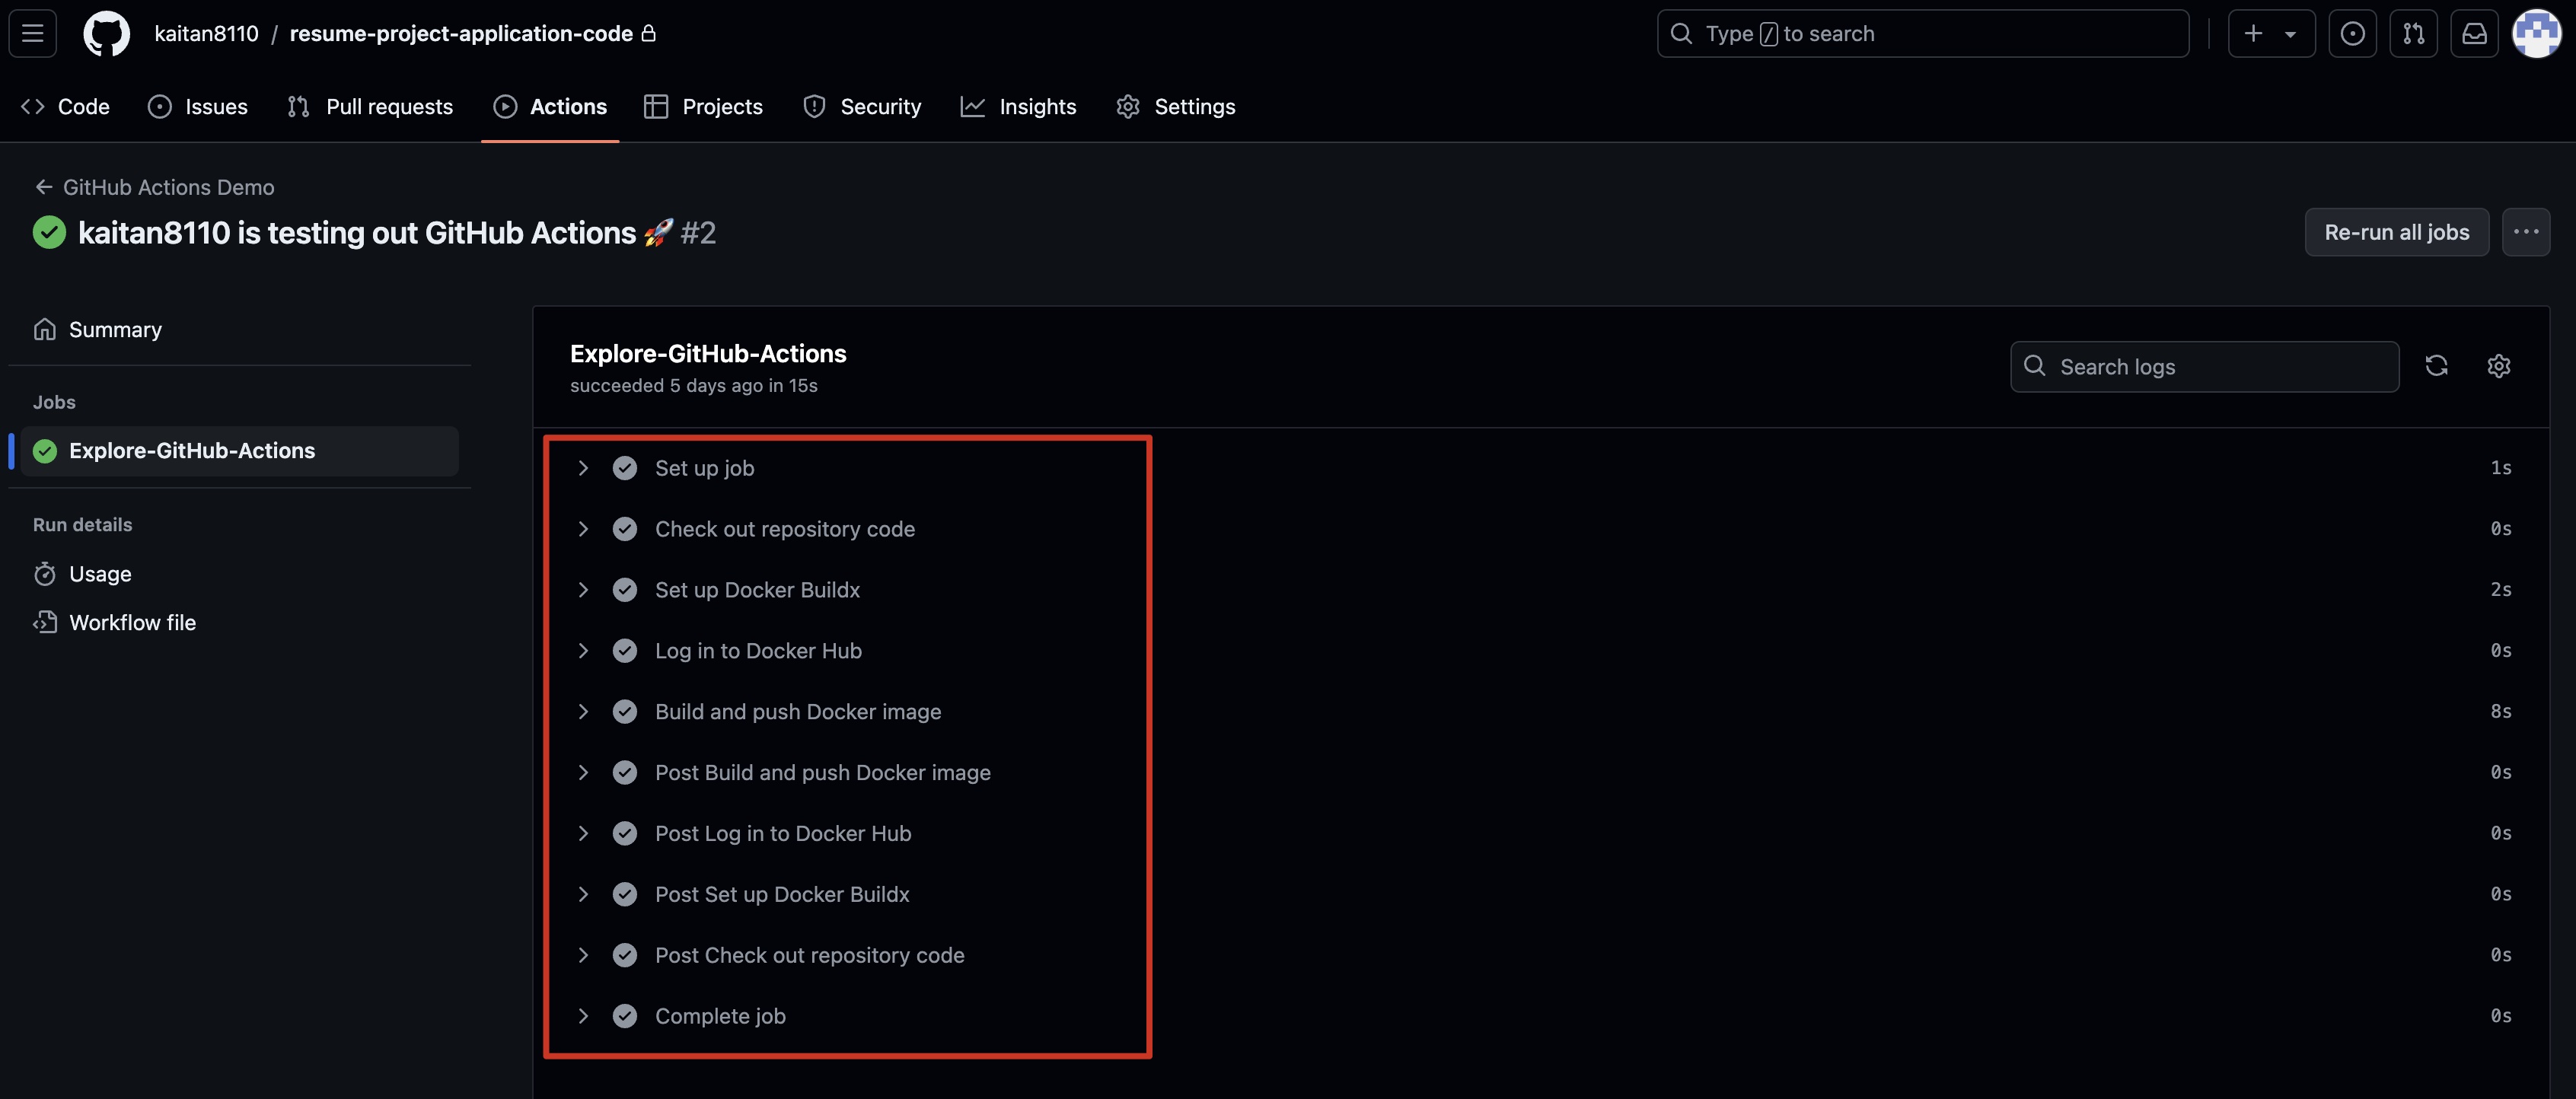 kaitan8110 / resume-project-application-code
Type / to search
Code Issues Pull requests Actions Projects Security Insights Settings
GitHub Actions Demo
kaitan8110 is testing out GitHub Actions 🚀 #2
Re-run all jobs
Summary
Jobs
Explore-GitHub-Actions
Run details
Usage
Workflow file
Explore-GitHub-Actions
succeeded 5 days ago in 15s
Search logs
Set up job 1s
Check out repository code 0s
Set up Docker Buildx 2s
Log in to Docker Hub 0s
Build and push Docker image 8s
Post Build and push Docker image 0s
Post Log in to Docker Hub 0s
Post Set up Docker Buildx 0s
Post Check out repository code 0s
Complete job 0s